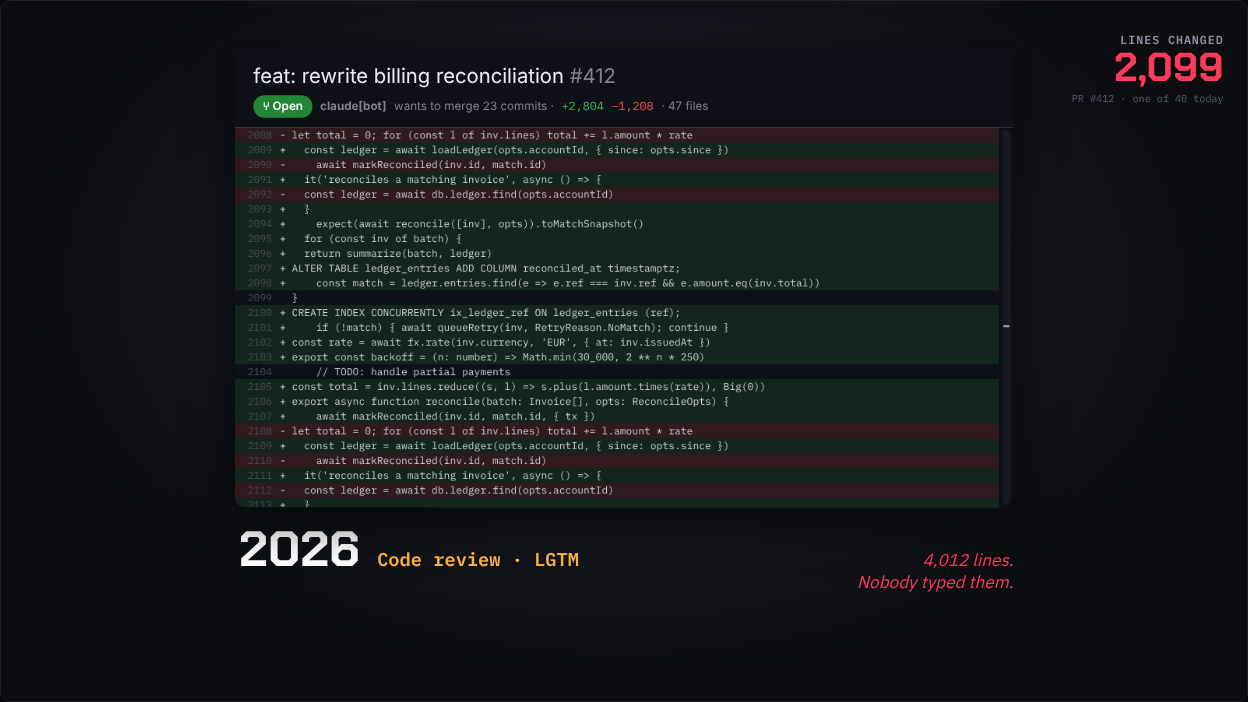 LINES CHANGED
2,099
PR #412 · one of 40 today
feat: rewrite billing reconciliation #412
Open claude[bot] wants to merge 23 commits · +2,804 −1,208 · 47 files
2088 - let total = 0; for (const l of inv.lines) total += l.amount * rate
2089 + const ledger = await loadLedger(opts.accountId, { since: opts.since })
2090 - await markReconciled(inv.id, match.id)
2091 + it('reconciles a matching invoice', async () => {
2092 - const ledger = await db.ledger.find(opts.accountId)
2093 + }
2094 + expect(await reconcile([inv], opts)).toMatchSnapshot()
2095 + for (const inv of batch) {
2096 + return summarize(batch, ledger)
2097 + ALTER TABLE ledger_entries ADD COLUMN reconciled_at timestamptz;
2098 + const match = ledger.entries.find(e => e.ref === inv.ref && e.amount.eq(inv.total))
2099 }
2100 + CREATE INDEX CONCURRENTLY ix_ledger_ref ON ledger_entries (ref);
2101 + if (!match) { await queueRetry(inv, RetryReason.NoMatch); continue }
2102 + const rate = await fx.rate(inv.currency, 'EUR', { at: inv.issuedAt })
2103 + export const backoff = (n: number) => Math.min(30_000, 2 ** n * 250)
2104 // TODO: handle partial payments
2105 + const total = inv.lines.reduce((s, l) => s.plus(l.amount.times(rate)), Big(0))
2106 + export async function reconcile(batch: Invoice[], opts: ReconcileOpts) {
2107 + await markReconciled(inv.id, match.id, { tx })
2108 - let total = 0; for (const l of inv.lines) total += l.amount * rate
2109 + const ledger = await loadLedger(opts.accountId, { since: opts.since })
2110 - await markReconciled(inv.id, match.id)
2111 + it('reconciles a matching invoice', async () => {
2112 - const ledger = await db.ledger.find(opts.accountId)
2113 + }
2026 Code review · LGTM
4,012 lines.
Nobody typed them.